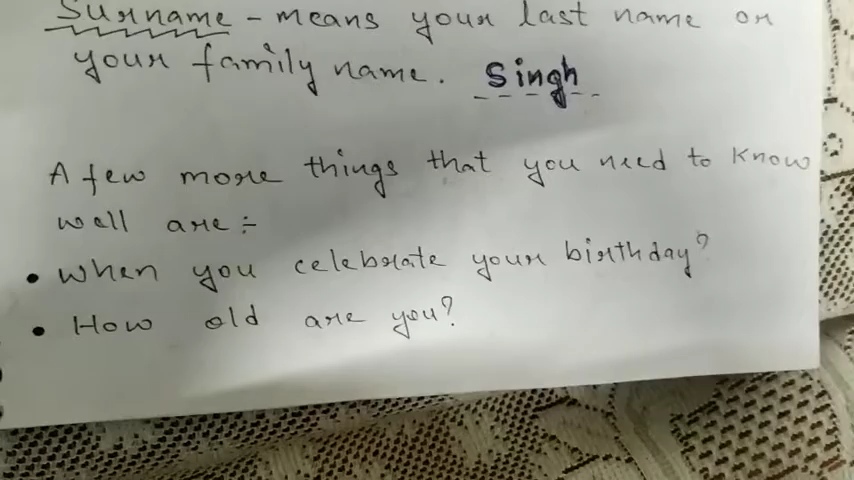 Surname - means your last name or
your family name. Singh
A few more things that you need to know
well are :-
• When you celebrate your birthday?
• How old are you?